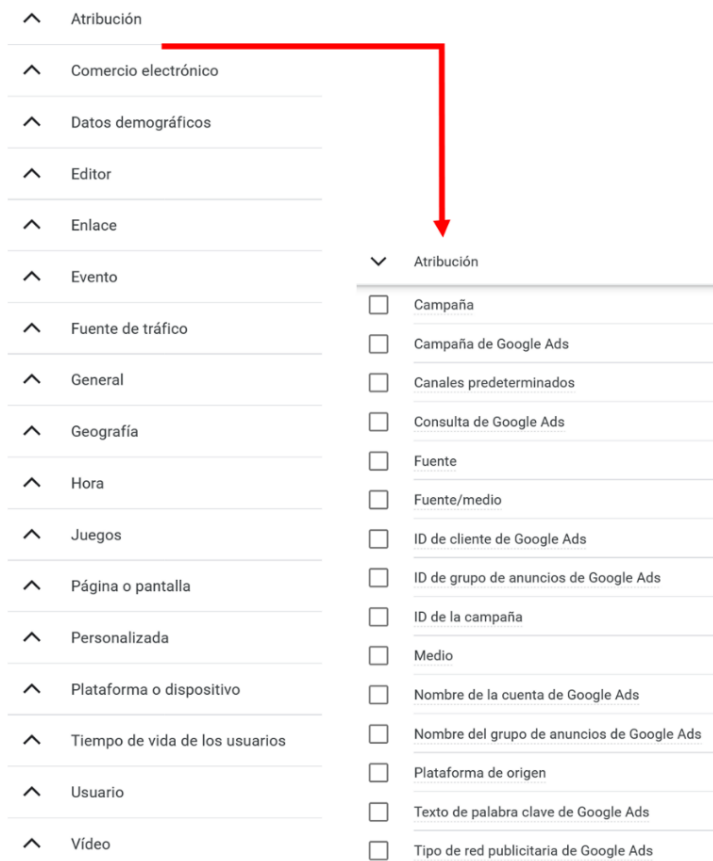 Atribución
Comercio electrónico
Datos demográficos
Editor
Enlace
Evento
Fuente de tráfico
General
Geografía
Hora
Juegos
Página o pantalla
Personalizada
Plataforma o dispositivo
Tiempo de vida de los usuarios
Usuario
Vídeo
Atribución
Campaña
Campaña de Google Ads
Canales predeterminados
Consulta de Google Ads
Fuente
Fuente/medio
ID de cliente de Google Ads
ID de grupo de anuncios de Google Ads
ID de la campaña
Medio
Nombre de la cuenta de Google Ads
Nombre del grupo de anuncios de Google Ads
Plataforma de origen
Texto de palabra clave de Google Ads
Tipo de red publicitaria de Google Ads